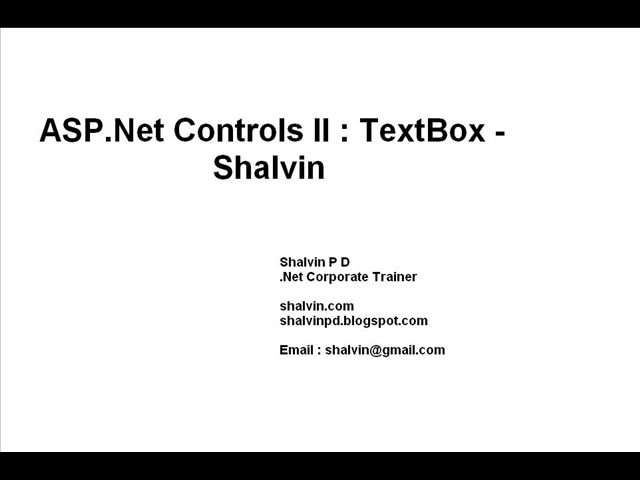 ASP.Net Controls II : TextBox -
Shalvin
Shalvin P D
.Net Corporate Trainer
shalvin.com
shalvinpd.blogspot.com
Email : shalvin@gmail.com